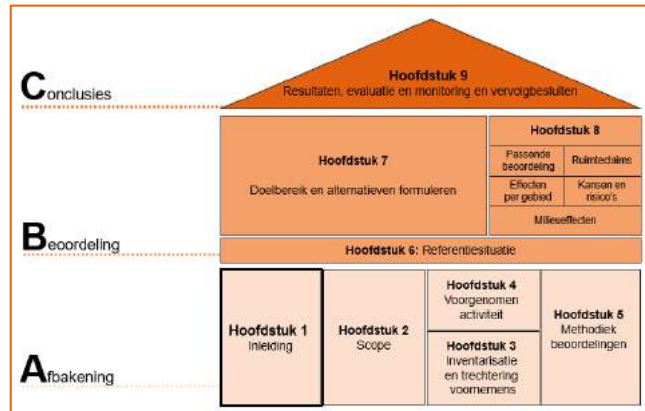 Hoofdstuk 9
Resultaten, evaluatie en monitoring en vervolgbesluiten
Conclusies
Hoofdstuk 7
Doelbereik en alternatieven formuleren
Hoofdstuk 8
Passende
beoordeling
Ruimteclaims
Effecten
per gebied
Kansen en
risico's
Milieueffecten
Beoordeling
Hoofdstuk 6: Referentiesituatie
Hoofdstuk 1
Inleiding
Hoofdstuk 2
Scope
Hoofdstuk 4
Voorgenomen
activiteit
Hoofdstuk 3
Inventarisatie
en trechtering
voornemens
Hoofdstuk 5
Methodiek
beoordelingen
Afbakening